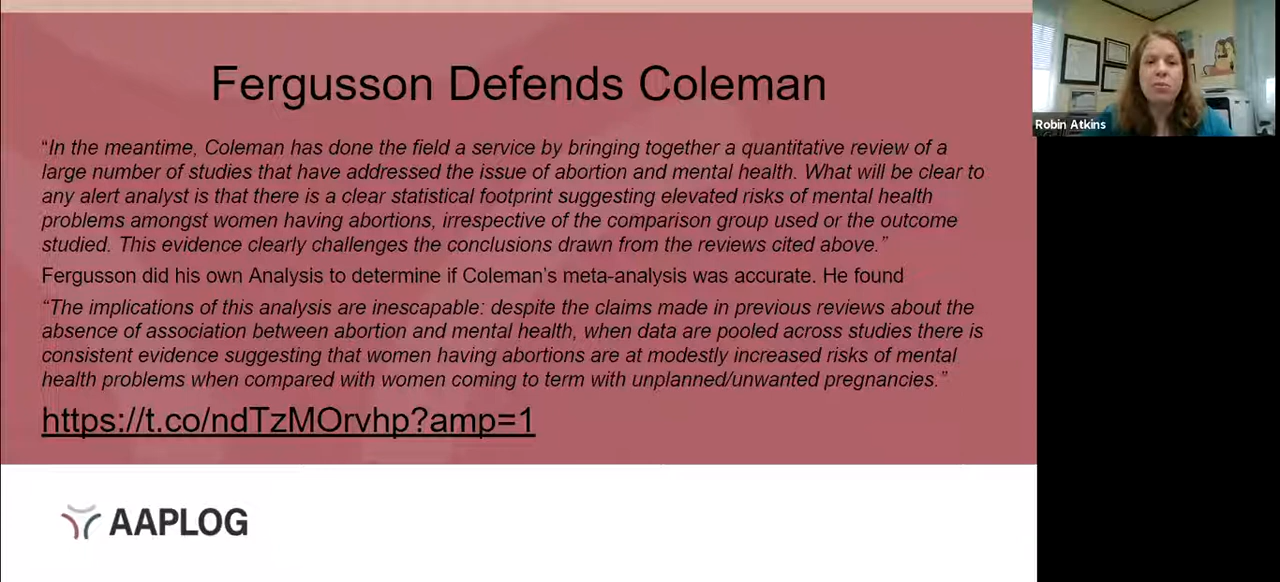 Fergusson Defends Coleman
Robin Atkins
“In the meantime, Coleman has done the field a service by bringing together a quantitative review of a
large number of studies that have addressed the issue of abortion and mental health. What will be clear to
any alert analyst is that there is a clear statistical footprint suggesting elevated risks of mental health
problems amongst women having abortions, irrespective of the comparison group used or the outcome
studied. This evidence clearly challenges the conclusions drawn from the reviews cited above.”
Fergusson did his own Analysis to determine if Coleman’s meta-analysis was accurate. He found
“The implications of this analysis are inescapable: despite the claims made in previous reviews about the
absence of association between abortion and mental health, when data are pooled across studies there is
consistent evidence suggesting that women having abortions are at modestly increased risks of mental
health problems when compared with women coming to term with unplanned/unwanted pregnancies.”
https://t.co/ndTzMOrvhp?amp=1
AAPLOG